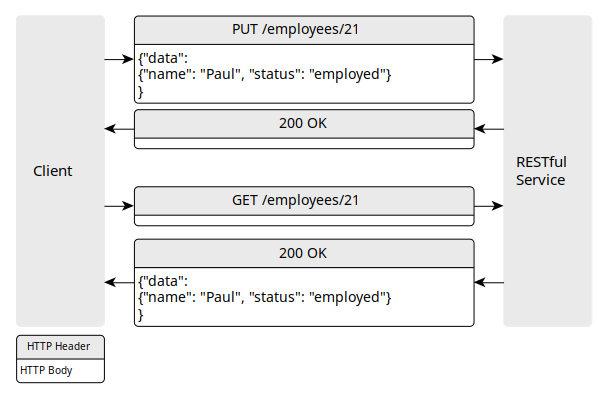 PUT /employees/21
{"data":
{"name": "Paul", "status": "employed"}
}
200 OK
Client
RESTful
Service
GET /employees/21
200 OK
{"data":
{"name": "Paul", "status": "employed"}
}
HTTP Header
HTTP Body